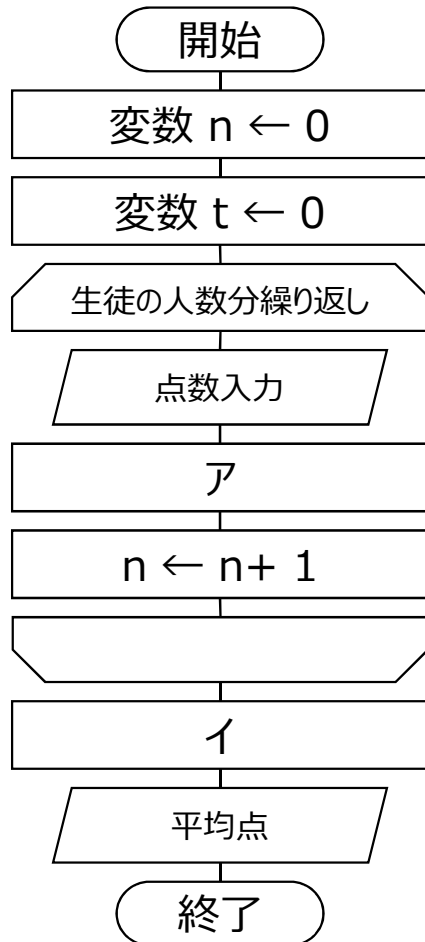 開始
変数 n ← 0
変数 t ← 0
生徒の人数分繰り返し
点数入力
ア
n ← n+ 1
イ
平均点
終了